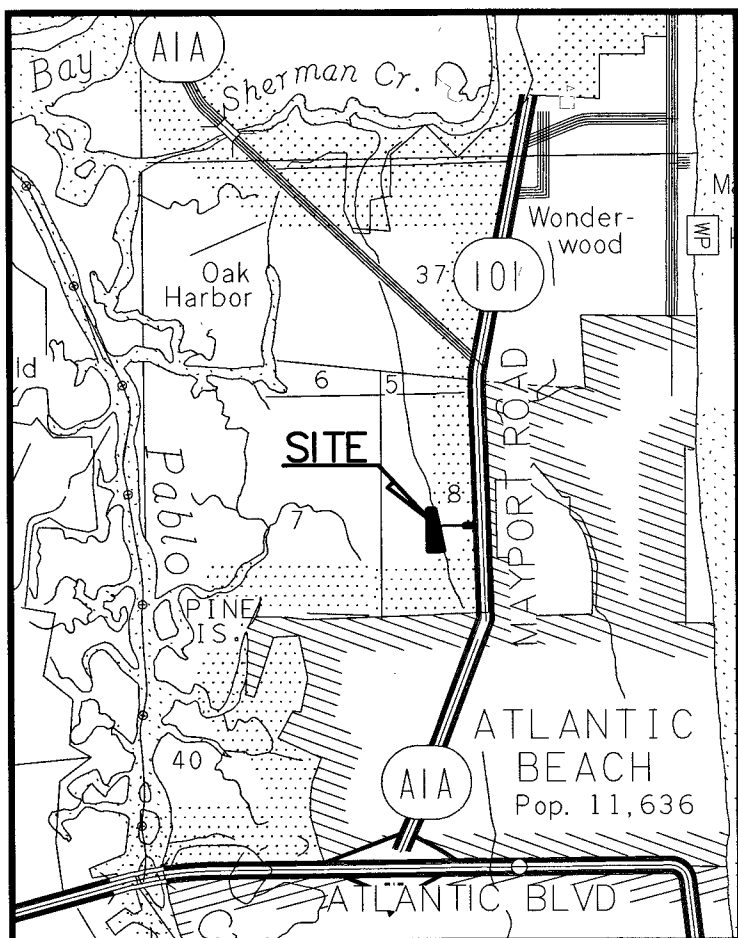 A1A
Bay
Sherman Cr.
Wonder-
wood
WP
Oak
Harbor
37
101
6
5
SITE
8
MAYPORT ROAD
Pablo
7
PINE
IS.
ATLANTIC
BEACH
Pop. 11,636
40
A1A
ATLANTIC BLVD